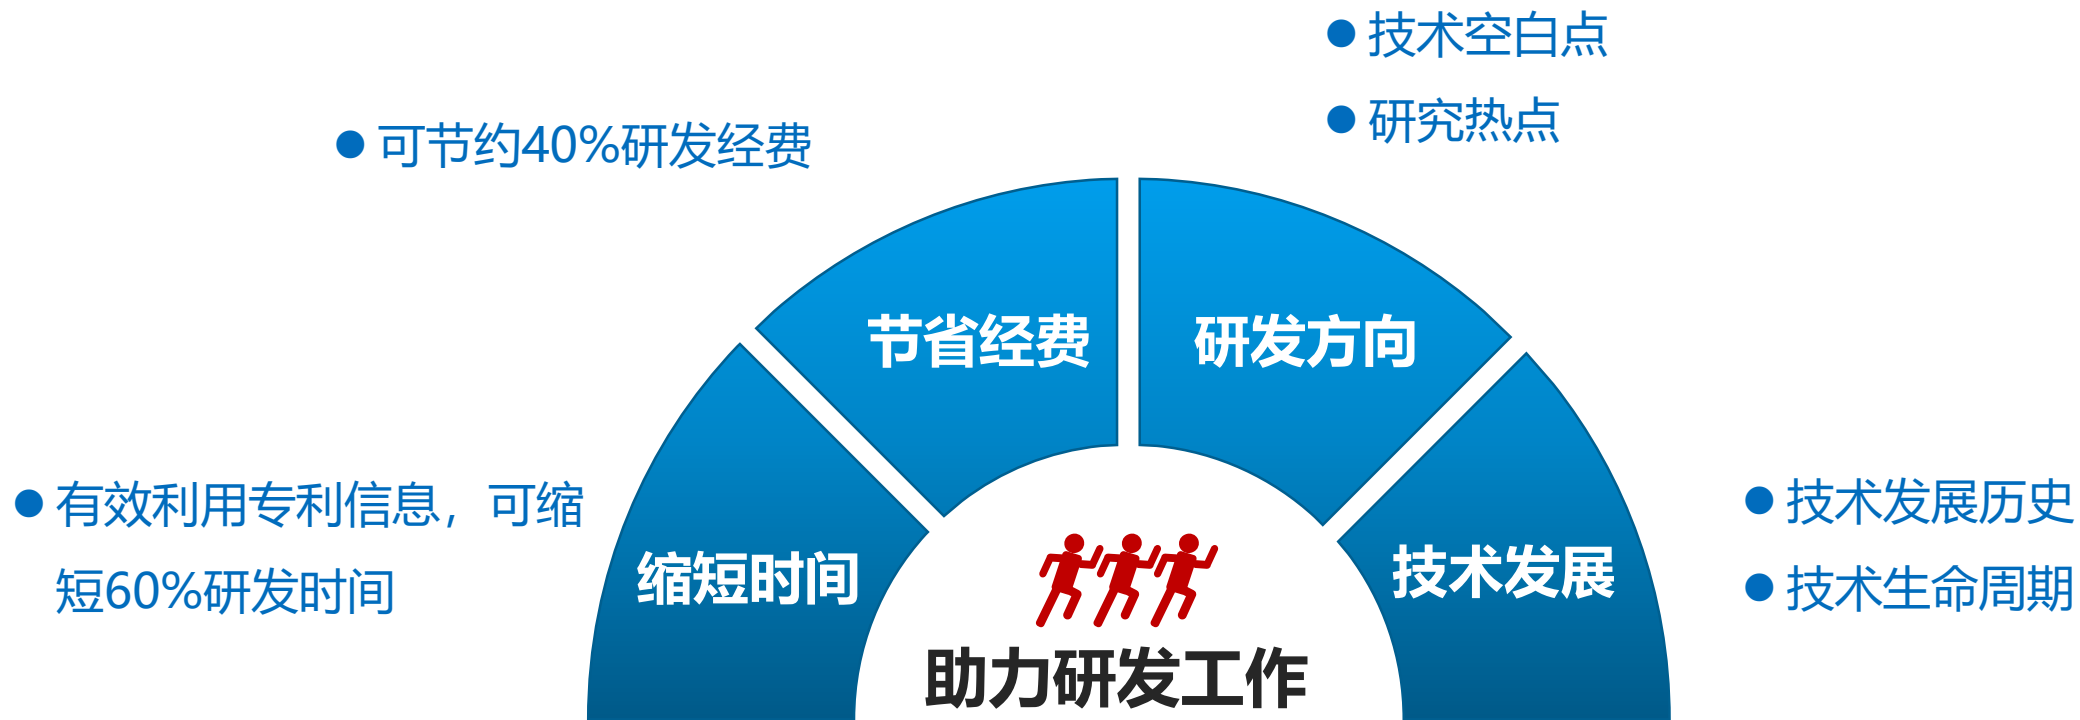 技术空白点
研究热点
可节约40%研发经费
节省经费
研发方向
有效利用专利信息，可缩
短60%研发时间
缩短时间
技术发展
技术发展历史
技术生命周期
助力研发工作